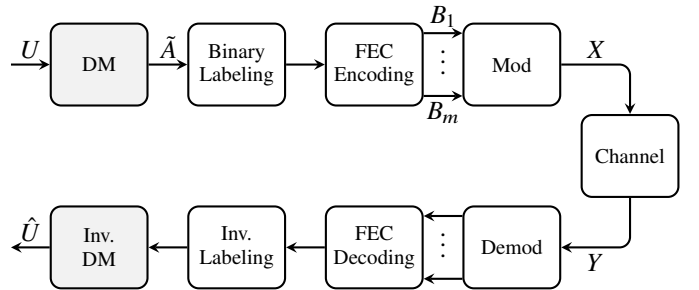 U
DM
Ã
Binary
Labeling
FEC
Encoding
B₁
⋮
Bₘ
Mod
X
Channel
Û
Inv.
DM
Inv.
Labeling
FEC
Decoding
⋮
Demod
Y